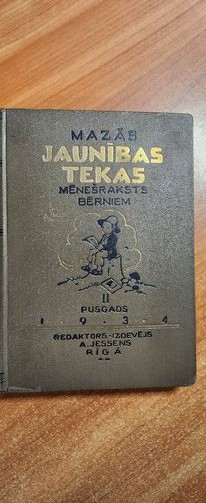 MAZĀS
JAUNĪBAS
TEKAS
MĒNEŠRAKSTS
BĒRNIEM
II
PUSGADS
1.9.3.4
REDAKTORS-IZDEVĒJS
A.JESSENS
RĪGĀ